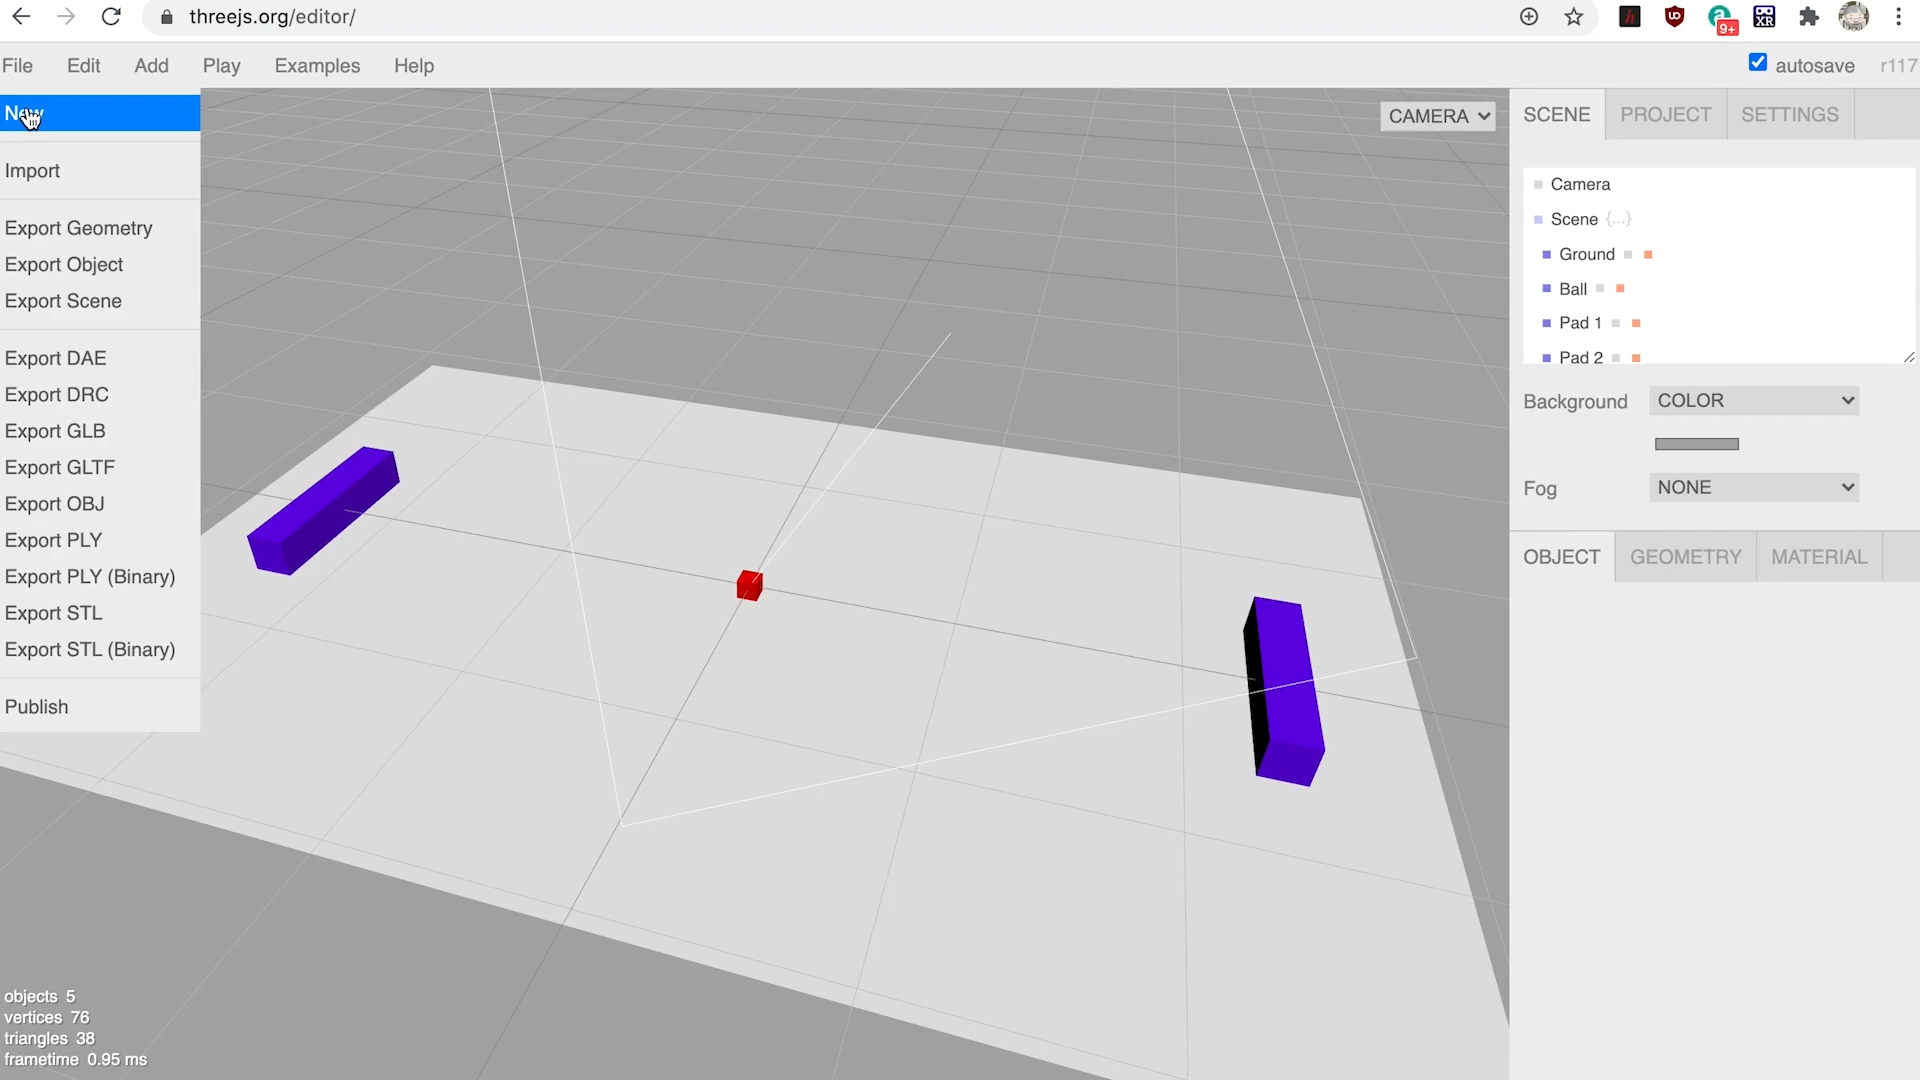 threejs.org/editor/
9+
XR
File Edit Add Play Examples Help
autosave r117
New
Import
Export Geometry
Export Object
Export Scene
Export DAE
Export DRC
Export GLB
Export GLTF
Export OBJ
Export PLY
Export PLY (Binary)
Export STL
Export STL (Binary)
Publish
CAMERA
SCENE PROJECT SETTINGS
Camera
Scene {...}
Ground
Ball
Pad 1
Pad 2
Background COLOR
Fog NONE
OBJECT GEOMETRY MATERIAL
objects 5
vertices 76
triangles 38
frametime 0.95 ms